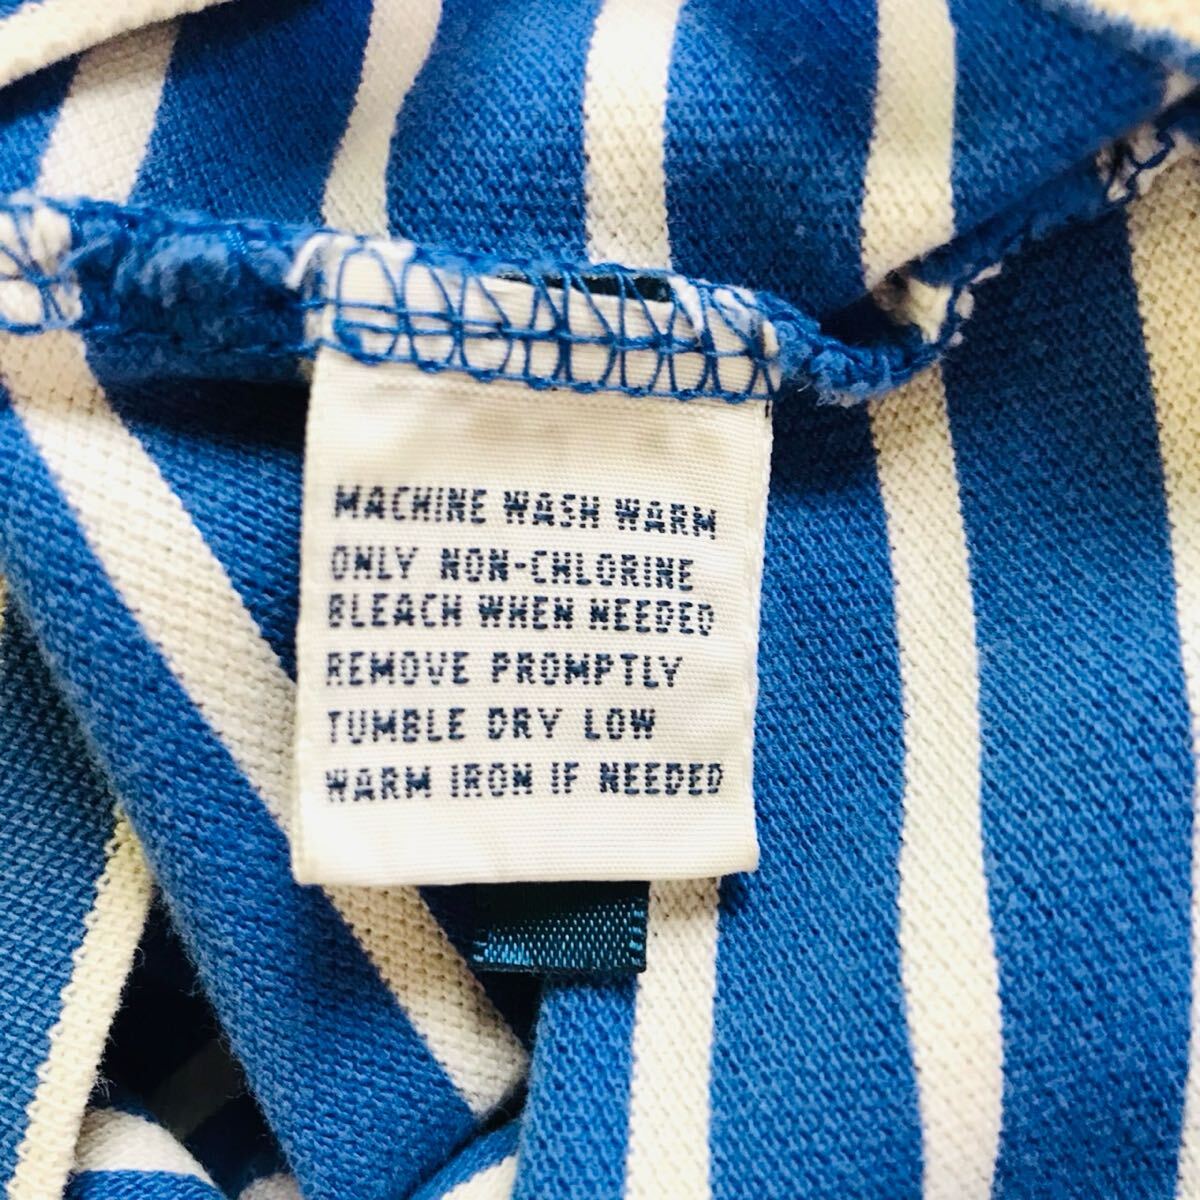 MACHINE WASH WARM
ONLY NON-CHLORINE
BLEACH WHEN NEEDED
REMOVE PROMPTLY
TUMBLE DRY LOW
WARM IRON IF NEEDED